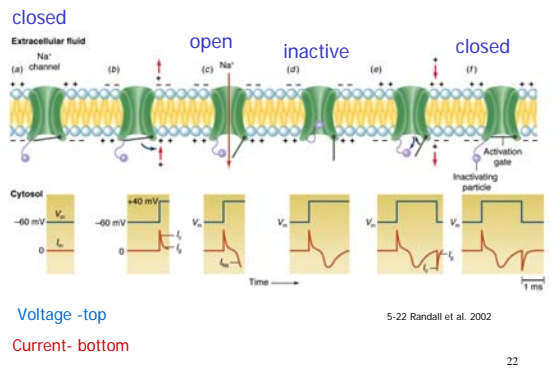 closed
open
inactive
closed
Extracellular fluid
(a) Na⁺ channel
(b)
(c) Na⁺
(d)
(e)
(f)
Activation gate
Inactivating particle
Cytosol
+40 mV
−60 mV Vm
−60 mV
Vm
Vm
Vm
Vm
0 Im
0
Ic
Ig
INa
Ic
Ig
Time
1 ms
Voltage -top
5-22 Randall et al. 2002
Current- bottom
22